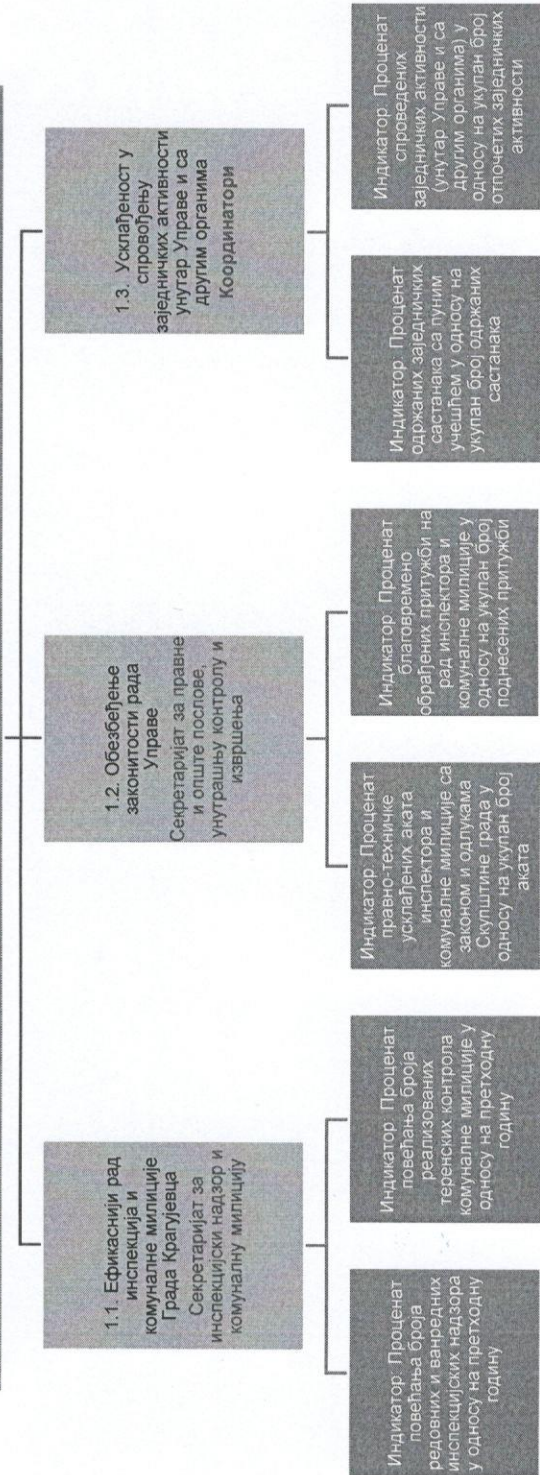 1.1. Ефикаснији рад
инспекција и
комуналне милиције
Града Крагујевца
Секретаријат за
инспекцијски надзор и
комуналну милицију
Индикатор: Проценат
повећања броја
редовних и ванредних
инспекцијских надзора
у односу на претходну
годину
Индикатор: Проценат
повећања броја
реализованих
теренских контрола
комуналне милиције у
односу на претходну
годину
1.2. Обезбеђење
законитости рада
Управе
Секретаријат за правне
и опште послове,
унутрашњу контролу и
извршења
Индикатор: Проценат
правно-техничке
усклађених аката
инспектора и
комуналне милиције са
законом и одлукама
Скупштине града у
односу на укупан број
аката
Индикатор: Проценат
благовремено
обрађених притужби на
рад инспектора и
комуналне милиције у
односу на укупан број
поднесених притужби
1.3. Усклађеност у
спровођењу
заједничких активности
унутар Управе и са
другим органима
Координатори
Индикатор: Проценат
одржаних заједничких
састанака са пуним
учешћем у односу на
укупан број одржаних
састанака
Индикатор: Проценат
спроведених
заједничких активности
(унутар Управе и са
другим органима) у
односу на укупан број
отпочетих заједничких
активности